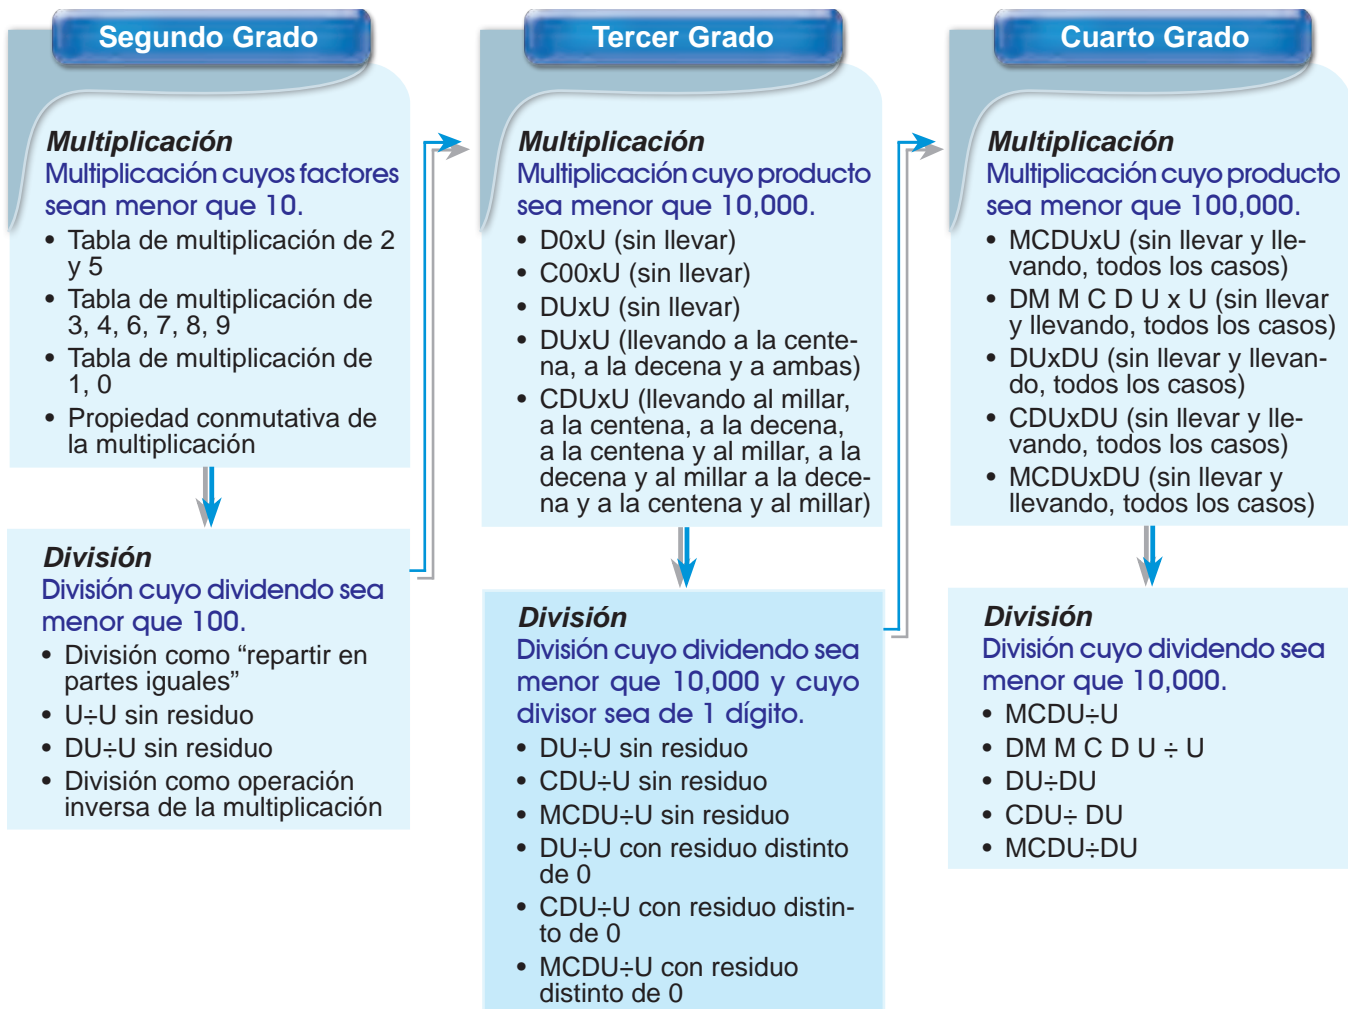 Segundo Grado
Multiplicación
Multiplicación cuyos factores
sean menor que 10.
• Tabla de multiplicación de 2
y 5
• Tabla de multiplicación de
3, 4, 6, 7, 8, 9
• Tabla de multiplicación de
1, 0
• Propiedad conmutativa de
la multiplicación
División
División cuyo dividendo sea
menor que 100.
• División como “repartir en
partes iguales”
• U÷U sin residuo
• DU÷U sin residuo
• División como operación
inversa de la multiplicación
Tercer Grado
Multiplicación
Multiplicación cuyo producto
sea menor que 10,000.
• D0xU (sin llevar)
• C00xU (sin llevar)
• DUxU (sin llevar)
• DUxU (llevando a la cente-
na, a la decena y a ambas)
• CDUxU (llevando al millar,
a la centena, a la decena,
a la centena y al millar, a la
decena y al millar a la dece-
na y a la centena y al millar)
División
División cuyo dividendo sea
menor que 10,000 y cuyo
divisor sea de 1 dígito.
• DU÷U sin residuo
• CDU÷U sin residuo
• MCDU÷U sin residuo
• DU÷U con residuo distinto
de 0
• CDU÷U con residuo distin-
to de 0
• MCDU÷U con residuo
distinto de 0
Cuarto Grado
Multiplicación
Multiplicación cuyo producto
sea menor que 100,000.
• MCDUxU (sin llevar y lle-
vando, todos los casos)
• DM M C D U x U (sin llevar
y llevando, todos los casos)
• DUxDU (sin llevar y llevan-
do, todos los casos)
• CDUxDU (sin llevar y lle-
vando, todos los casos)
• MCDUxDU (sin llevar y
llevando, todos los casos)
División
División cuyo dividendo sea
menor que 10,000.
• MCDU÷U
• DM M C D U ÷ U
• DU÷DU
• CDU÷ DU
• MCDU÷DU